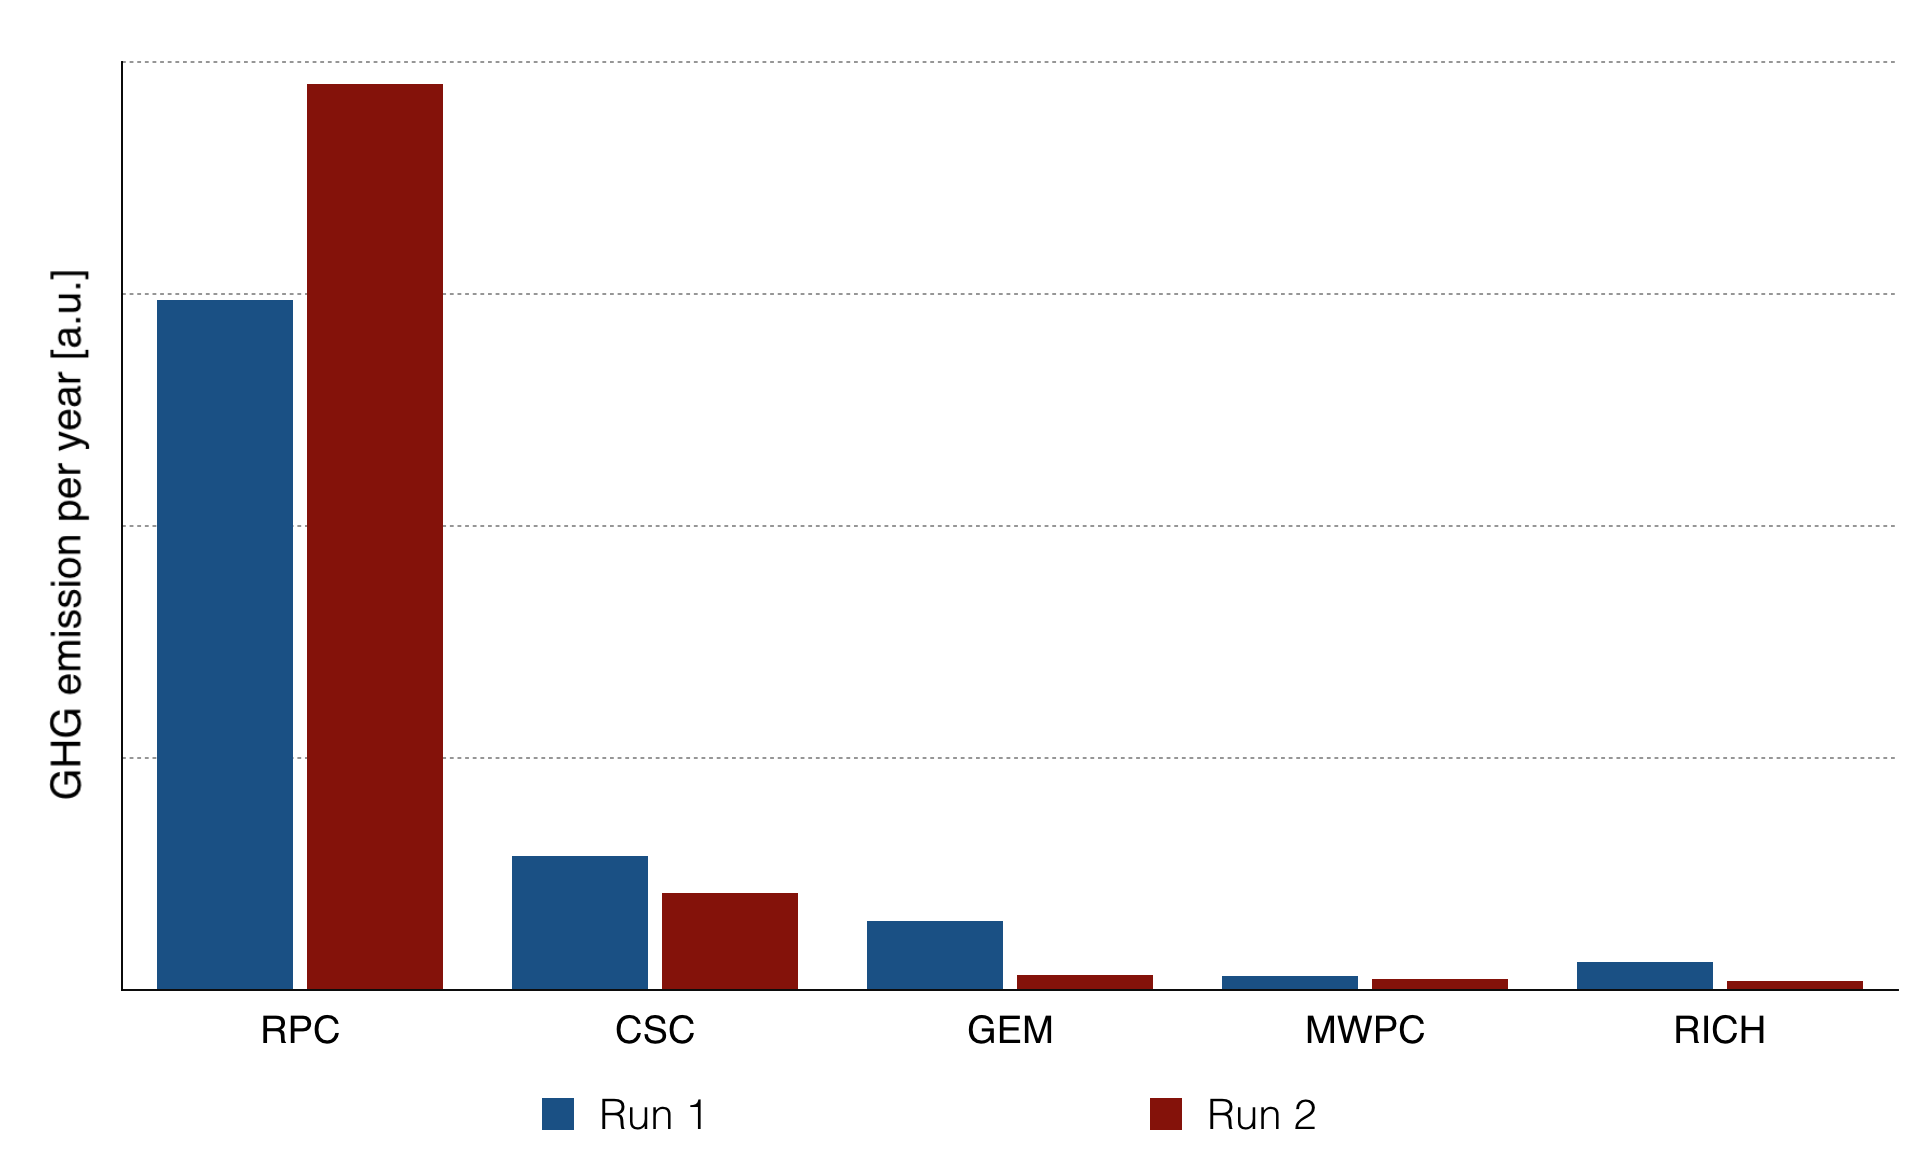 GHG emission per year [a.u.]
RPC
CSC
GEM
MWPC
RICH
Run 1
Run 2